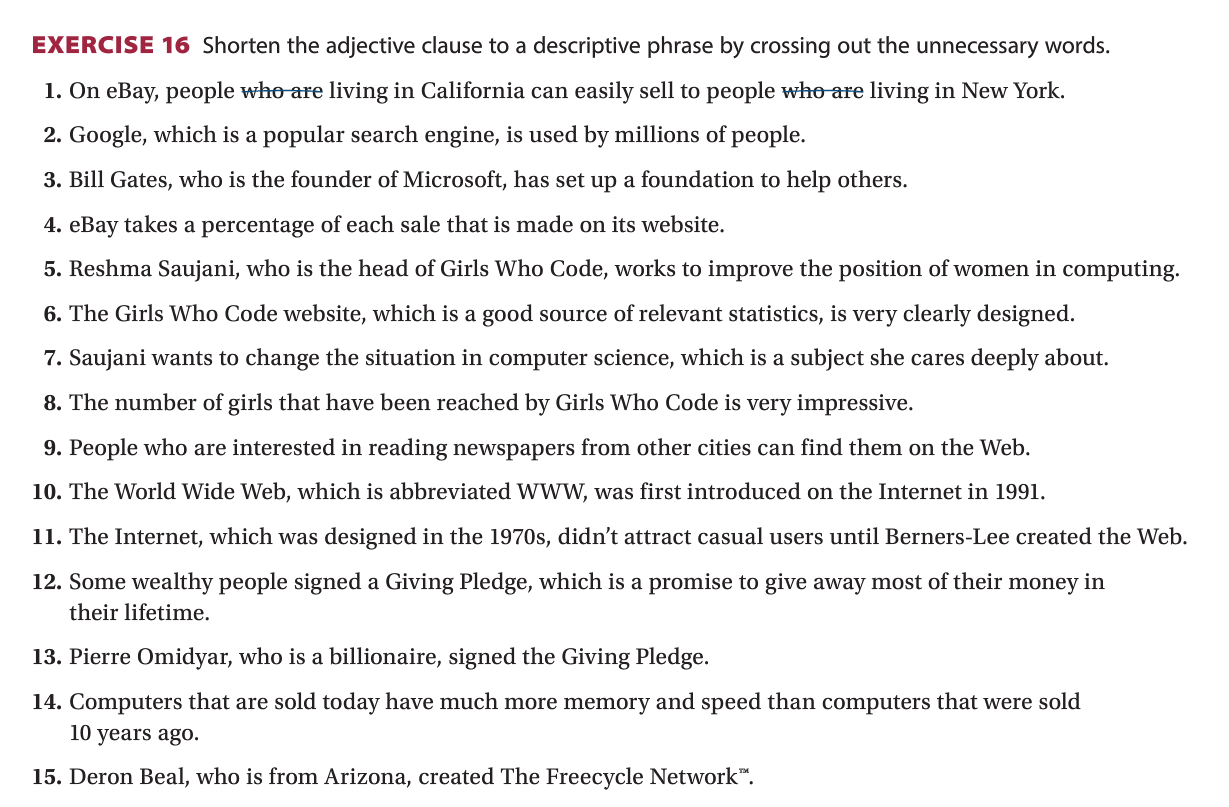 EXERCISE 16 Shorten the adjective clause to a descriptive phrase by crossing out the unnecessary words.
1. On eBay, people who are living in California can easily sell to people who are living in New York.
2. Google, which is a popular search engine, is used by millions of people.
3. Bill Gates, who is the founder of Microsoft, has set up a foundation to help others.
4. eBay takes a percentage of each sale that is made on its website.
5. Reshma Saujani, who is the head of Girls Who Code, works to improve the position of women in computing.
6. The Girls Who Code website, which is a good source of relevant statistics, is very clearly designed.
7. Saujani wants to change the situation in computer science, which is a subject she cares deeply about.
8. The number of girls that have been reached by Girls Who Code is very impressive.
9. People who are interested in reading newspapers from other cities can find them on the Web.
10. The World Wide Web, which is abbreviated WWW, was first introduced on the Internet in 1991.
11. The Internet, which was designed in the 1970s, didn’t attract casual users until Berners-Lee created the Web.
12. Some wealthy people signed a Giving Pledge, which is a promise to give away most of their money in
their lifetime.
13. Pierre Omidyar, who is a billionaire, signed the Giving Pledge.
14. Computers that are sold today have much more memory and speed than computers that were sold
10 years ago.
15. Deron Beal, who is from Arizona, created The Freecycle Network™.